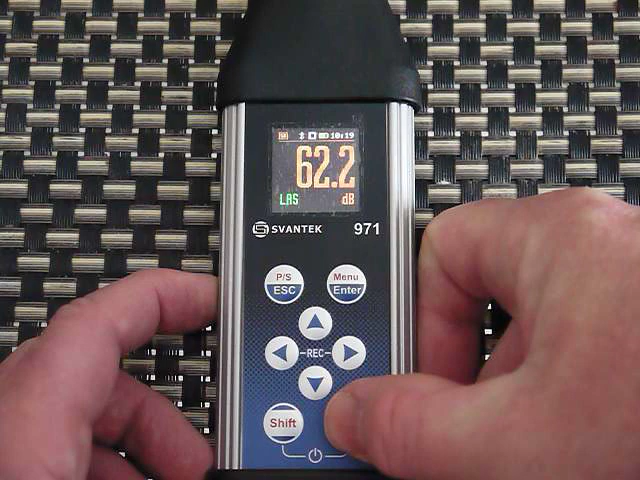 10:19
62.2
LAS dB
SVANTEK 971
P/S Menu
ESC Enter
REC
Shift